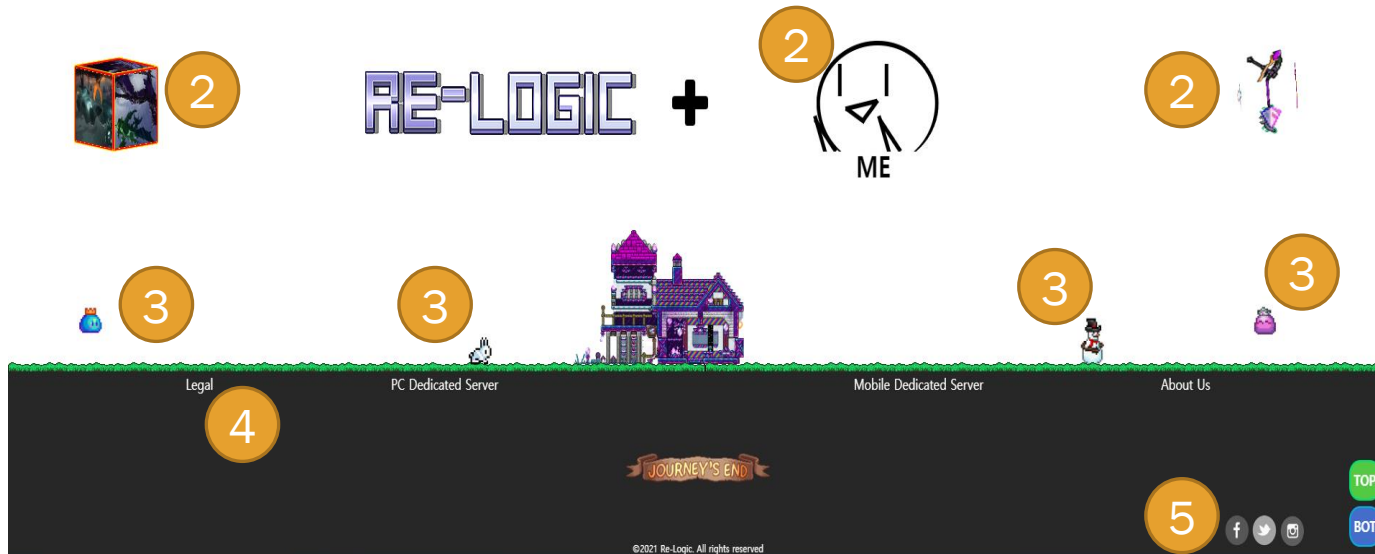 2
2
2
RE-LOGIC
+
ME
3
3
3
3
Legal
PC Dedicated Server
Mobile Dedicated Server
About Us
4
JOURNEY'S END
TOP
5
f
BOT
©2021 Re-Logic. All rights reserved